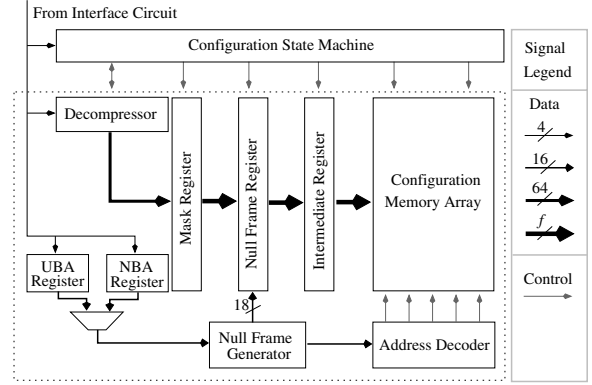 From Interface Circuit
Configuration State Machine
Signal
Legend
Decompressor
Mask Register
Null Frame Register
Intermediate Register
Configuration
Memory Array
Data
4
16
64
f
Control
UBA
Register
NBA
Register
18
Null Frame
Generator
Address Decoder